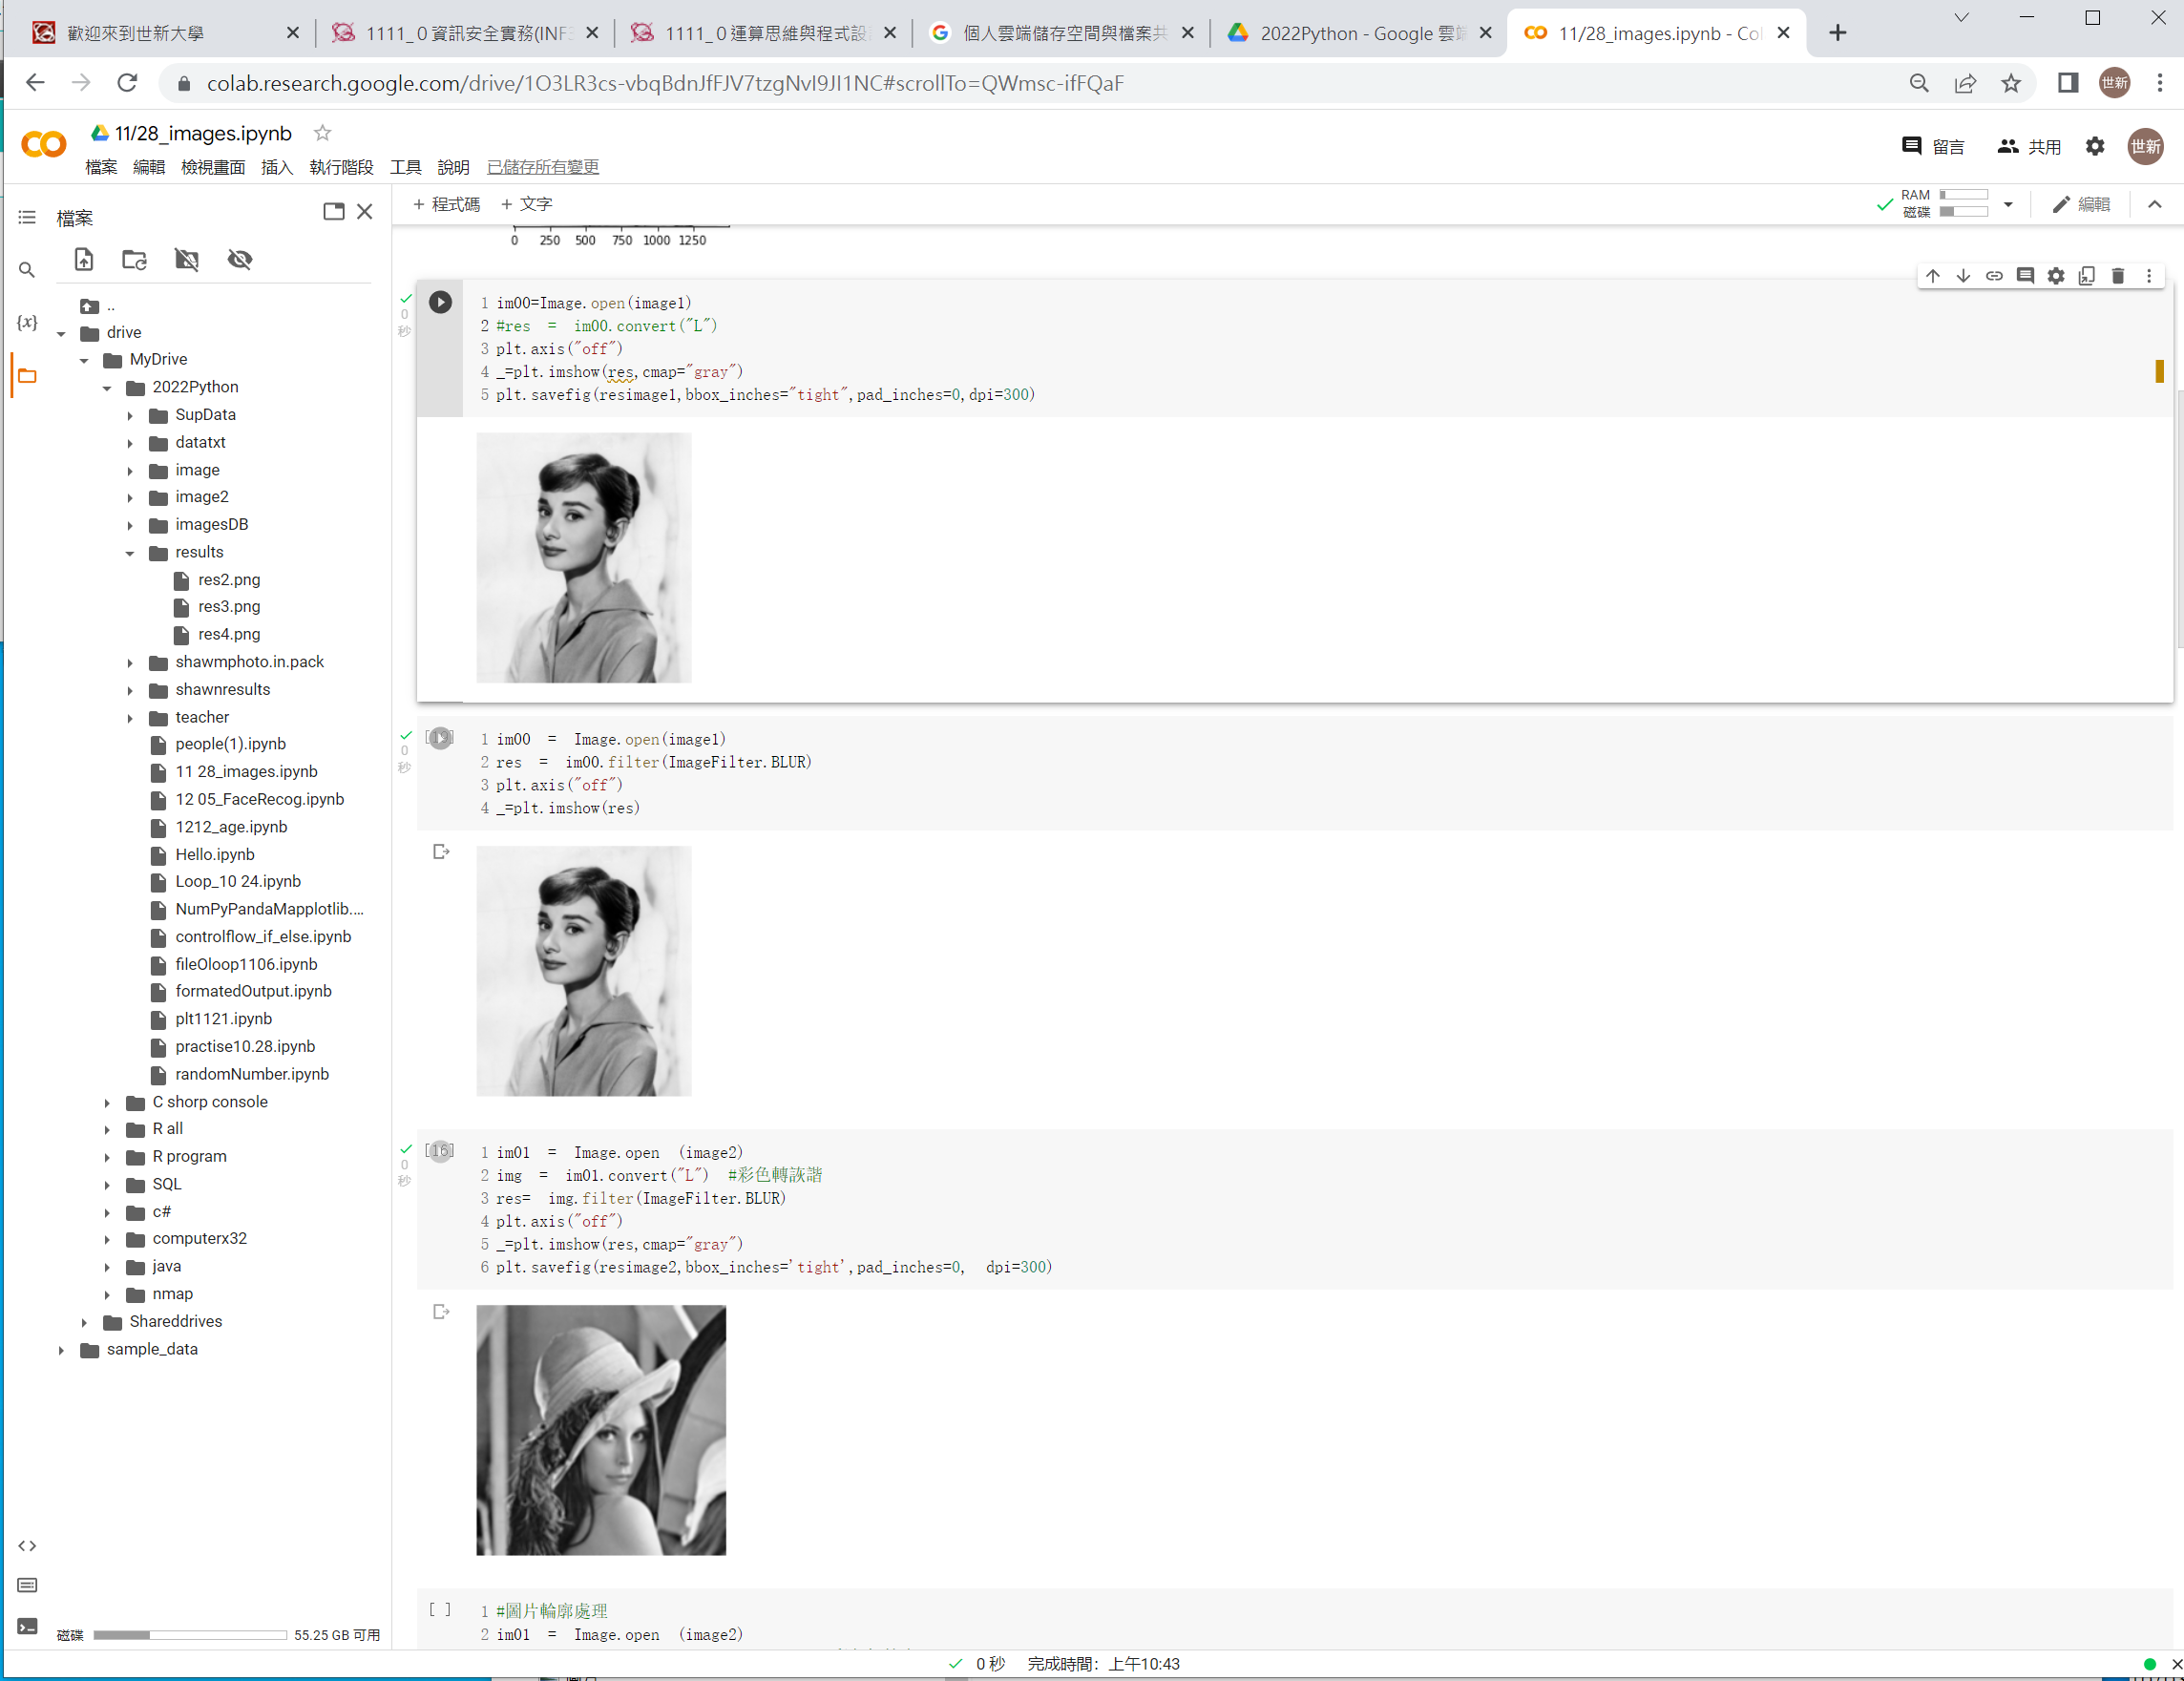 歡迎來到世新大學
1111_ 0 資訊安全實務(INF
1111_ 0 運算思維與程式設
個人雲端儲存空間與檔案共
2022Python - Google 雲端
11/28_images.ipynb - Col
colab.research.google.com/drive/1O3LR3cs-vbqBdnJfFJV7tzgNvI9JI1NC#scrollTo=QWmsc-ifFQaF
世新
11/28_images.ipynb
檔案 編輯 檢視畫面 插入 執行階段 工具 說明 已儲存所有變更
留言 共用 世新
檔案
+ 程式碼 + 文字
RAM
磁碟
編輯
0 250 500 750 1000 1250
..
drive
MyDrive
2022Python
SupData
datatxt
image
image2
imagesDB
results
res2.png
res3.png
res4.png
shawmphoto.in.pack
shawnresults
teacher
people(1).ipynb
11 28_images.ipynb
12 05_FaceRecog.ipynb
1212_age.ipynb
Hello.ipynb
Loop_10 24.ipynb
NumPyPandaMapplotlib....
controlflow_if_else.ipynb
fileOloop1106.ipynb
formatedOutput.ipynb
plt1121.ipynb
practise10.28.ipynb
randomNumber.ipynb
C shorp console
R all
R program
SQL
c#
computerx32
java
nmap
Shareddrives
sample_data
磁碟 55.25 GB 可用
{x}
0
秒
1 im00=Image.open(image1)
2 #res = im00.convert("L")
3 plt.axis("off")
4 _=plt.imshow(res,cmap="gray")
5 plt.savefig(resimage1,bbox_inches="tight",pad_inches=0,dpi=300)
0
秒
1 im00 = Image.open(image1)
2 res = im00.filter(ImageFilter.BLUR)
3 plt.axis("off")
4 _=plt.imshow(res)
0
秒
[16]
1 im01 = Image.open (image2)
2 img = im01.convert("L") #彩色轉詼諧
3 res= img.filter(ImageFilter.BLUR)
4 plt.axis("off")
5 _=plt.imshow(res,cmap="gray")
6 plt.savefig(resimage2,bbox_inches='tight',pad_inches=0, dpi=300)
[ ]
1 #圖片輪廓處理
2 im01 = Image.open (image2)
0 秒 完成時間：上午10:43